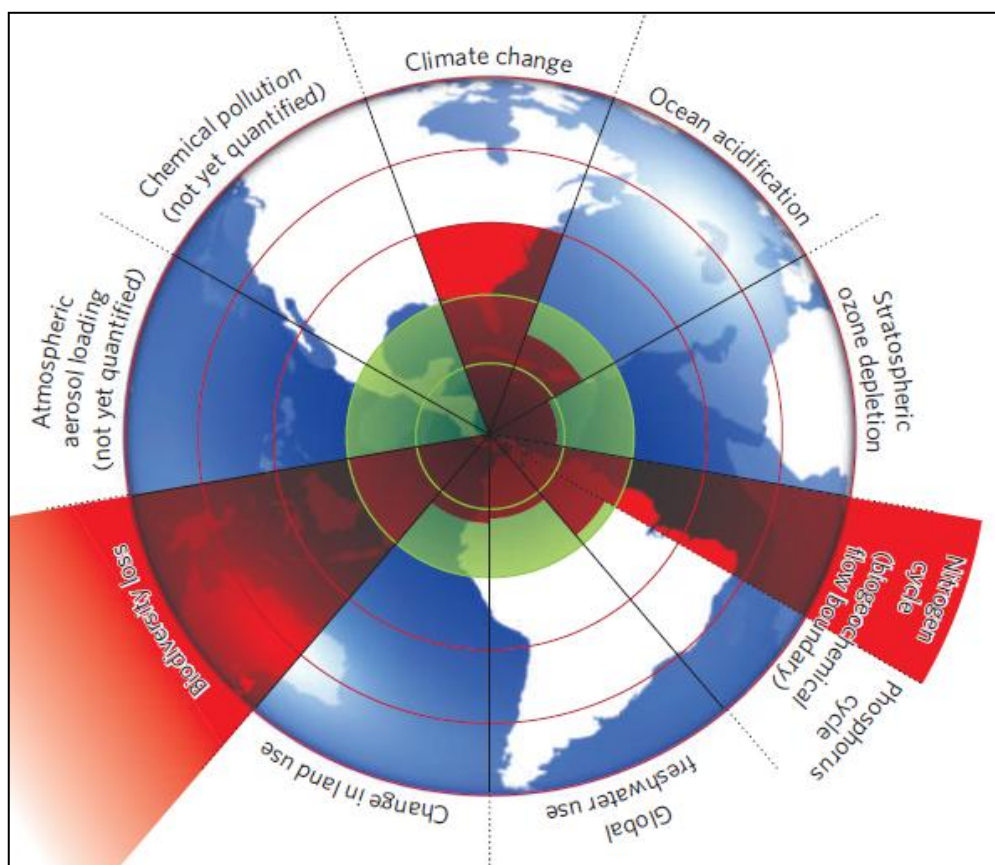 Climate change
Ocean acidification
Stratospheric
ozone depletion
Nitrogen
cycle
(biogeochemical
flow boundary)
Phosphorus
cycle
Global
freshwater use
Change in land use
Biodiversity loss
Atmospheric
aerosol loading
(not yet quantified)
Chemical pollution
(not yet quantified)